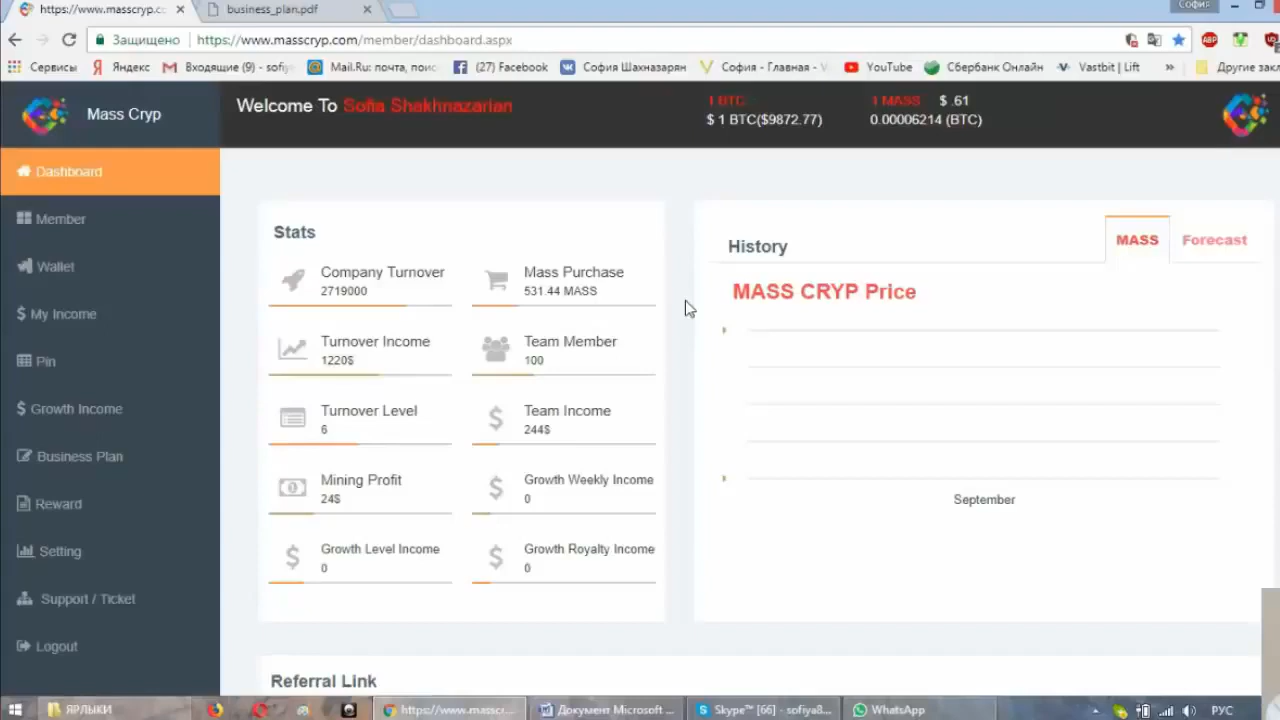 https://www.masscryp.c
business_plan.pdf
София
Защищено
https://www.masscryp.com/member/dashboard.aspx
ABP
Сервисы
Яндекс
Входящие (9) - sofiy
Mail.Ru: почта, поис
(27) Facebook
София Шахназарян
София - Главная - V
YouTube
Сбербанк Онлайн
Vastbit | Lift
»
Другие закл
Mass Cryp
Welcome To Sofia Shakhnazarian
1 BTC
$ 1 BTC($9872.77)
1 MASS $ .61
0.00006214 (BTC)
Dashboard
Member
Wallet
$ My Income
Pin
$ Growth Income
Business Plan
Reward
Setting
Support / Ticket
Logout
Stats
Company Turnover
2719000
Mass Purchase
531.44 MASS
Turnover Income
1220$
Team Member
100
Turnover Level
6
Team Income
244$
Mining Profit
24$
Growth Weekly Income
0
Growth Level Income
0
Growth Royalty Income
0
History
MASS
Forecast
MASS CRYP Price
September
Referral Link
ЯРЛЫКИ
https://www.masscr
Документ Microsoft ...
Skype™ [66] - sofiya8...
WhatsApp
РУС